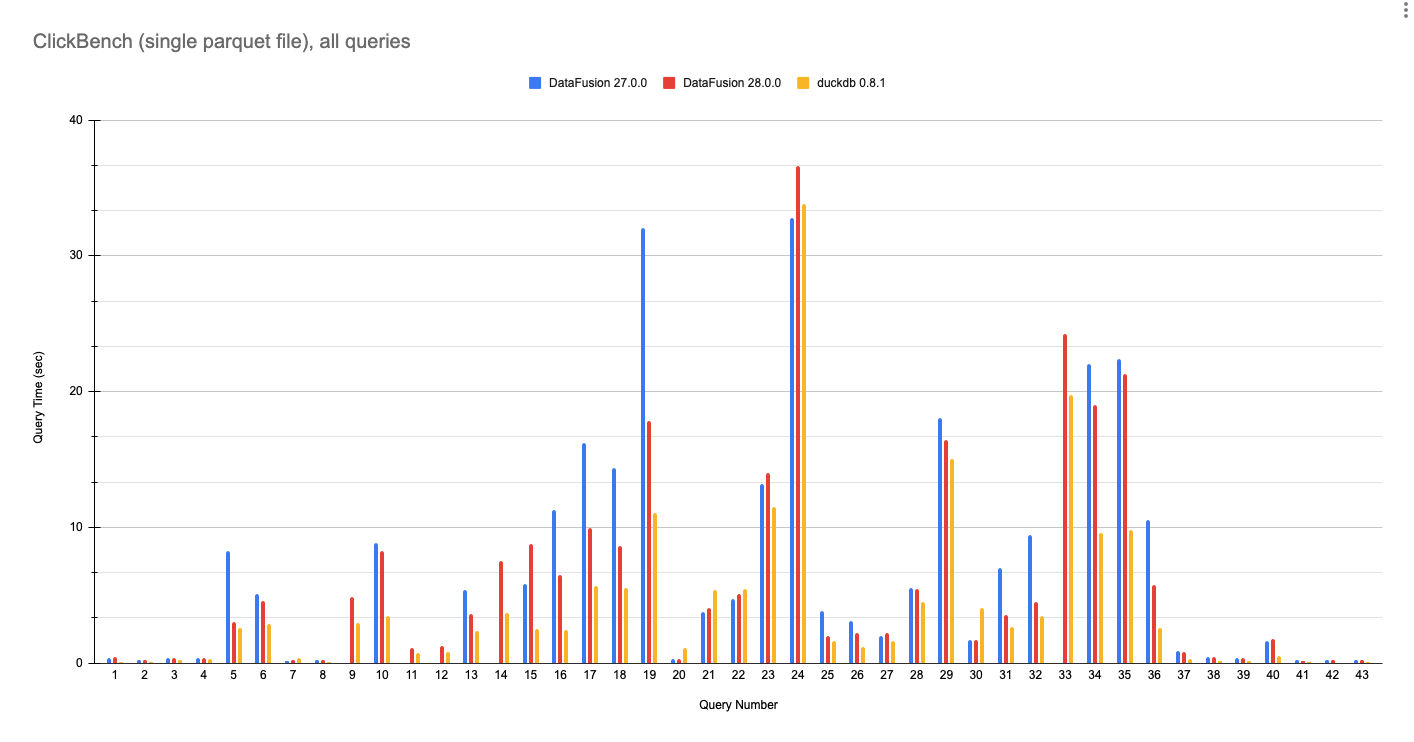 ClickBench (single parquet file), all queries
DataFusion 27.0.0 DataFusion 28.0.0 duckdb 0.8.1
40
30
20
10
0
Query Time (sec)
1 2 3 4 5 6 7 8 9 10 11 12 13 14 15 16 17 18 19 20 21 22 23 24 25 26 27 28 29 30 31 32 33 34 35 36 37 38 39 40 41 42 43
Query Number